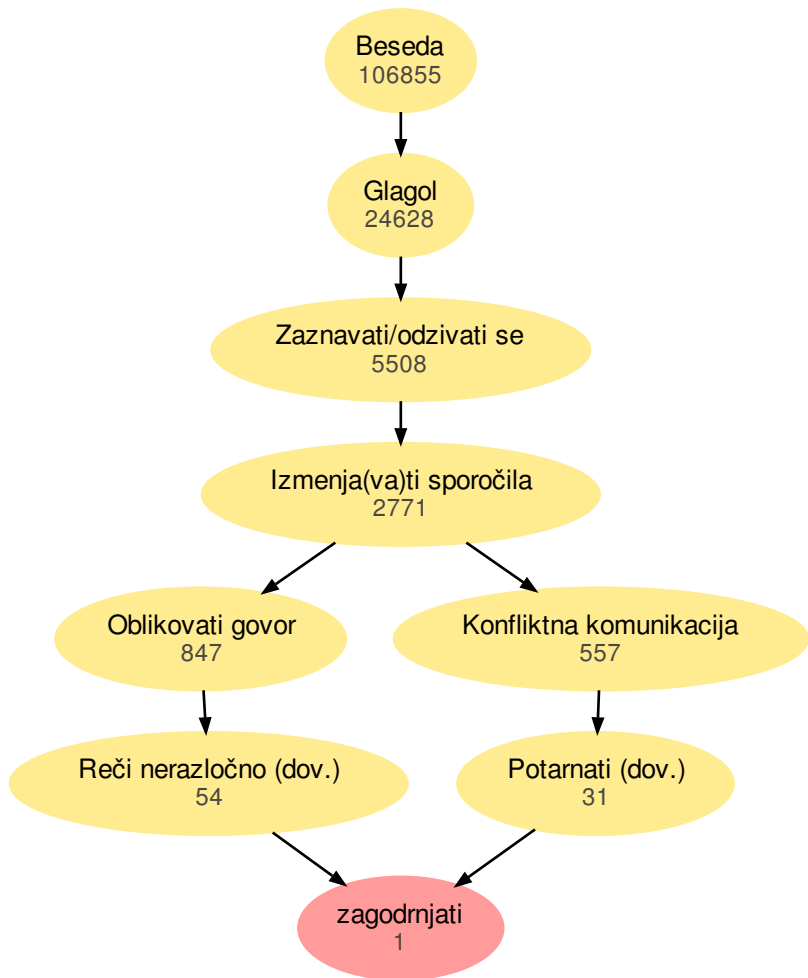 Beseda
106855
Glagol
24628
Zaznavati/odzivati se
5508
Izmenja(va)ti sporočila
2771
Oblikovati govor
847
Konfliktna komunikacija
557
Reči nerazločno (dov.)
54
Potarnati (dov.)
31
zagodrnjati
1